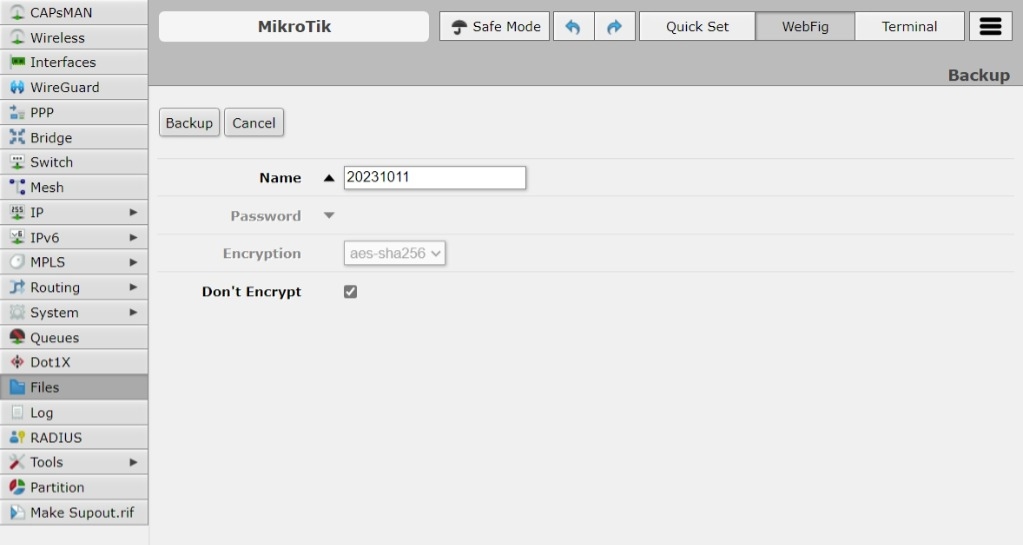 CAPsMAN
Wireless
Interfaces
WireGuard
PPP
Bridge
Switch
Mesh
255 IP
v6 IPv6
MPLS
Routing
System
Queues
Dot1X
Files
Log
RADIUS
Tools
Partition
Make Supout.rif
MikroTik
Safe Mode
Quick Set
WebFig
Terminal
Backup
Backup Cancel
Name 20231011
Password
Encryption aes-sha256
Don't Encrypt